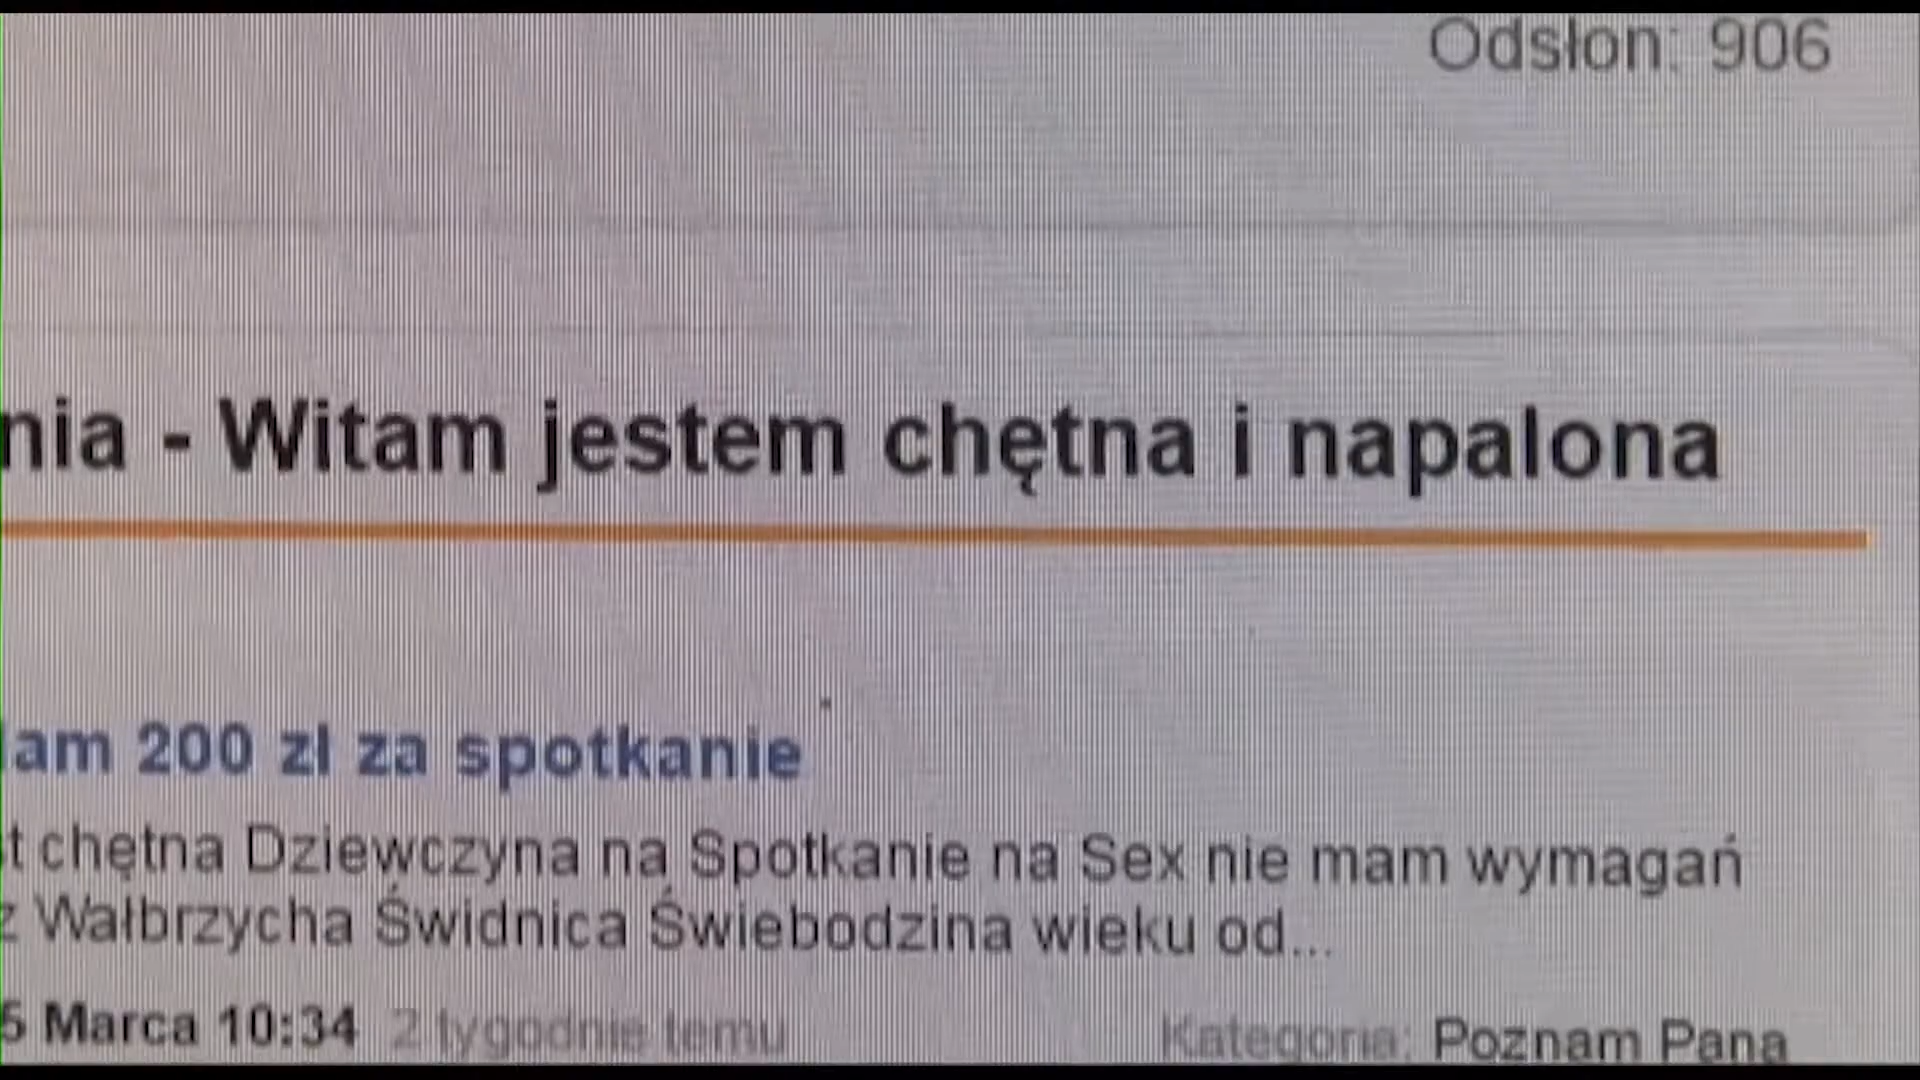 Odsłon: 906
nia - Witam jestem chętna i napalona
am 200 zł za spotkanie
t chętna Dziewczyna na Spotkanie na Sex nie mam wymagań
z Wałbrzycha Świdnica Świebodzina wieku od...
5 Marca 10:34 2 tygodnie temu Kategoria: Poznam Pana